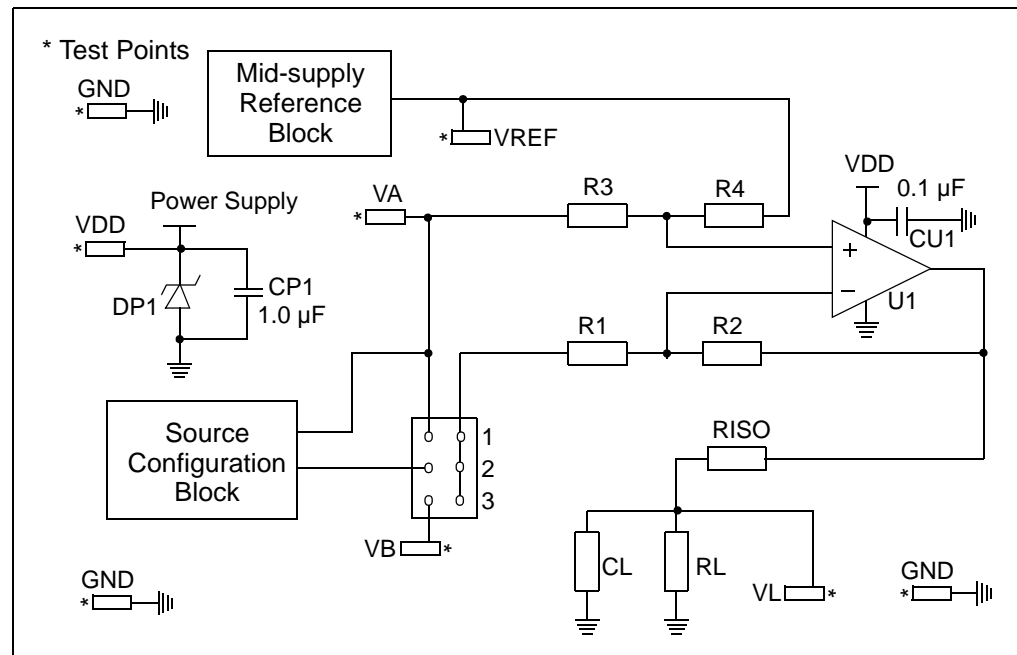 * Test Points
GND
*
Mid-supply
Reference
Block
* VREF
Power Supply
VDD
*
DP1
CP1
1.0 µF
VA
*
R3
R4
VDD
0.1 µF
CU1
+
−
U1
R1
R2
Source
Configuration
Block
1
2
3
VB *
RISO
CL
RL
VL *
GND
*
GND
*